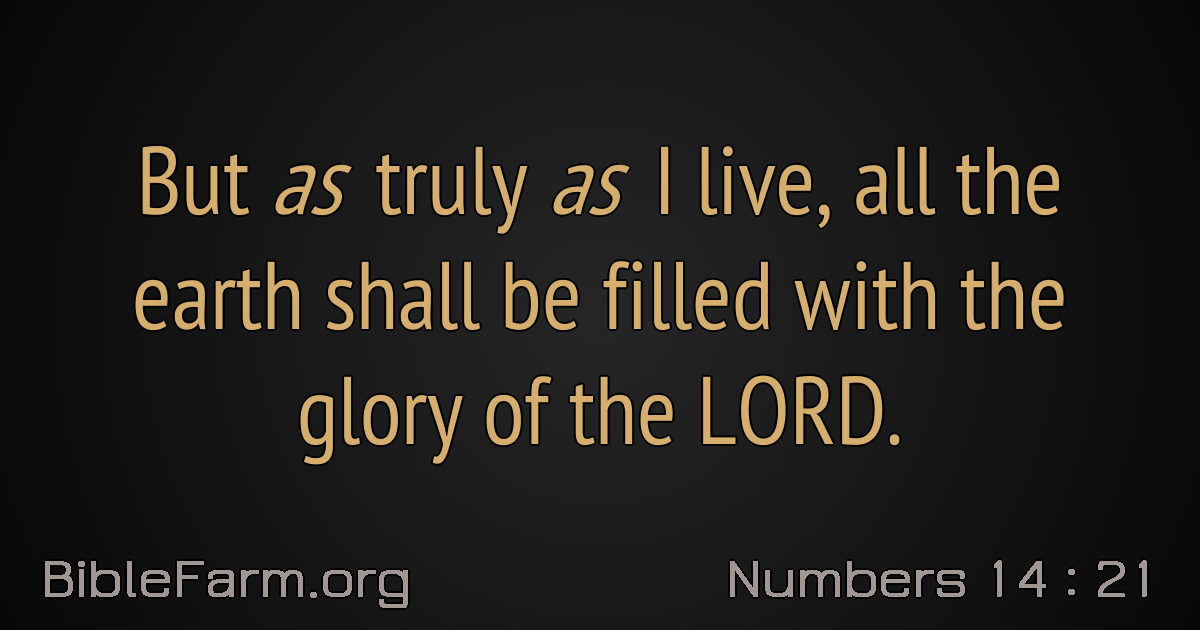 But as truly as I live, all the
earth shall be filled with the
glory of the LORD.
BibleFarm.org
Numbers 14 : 21